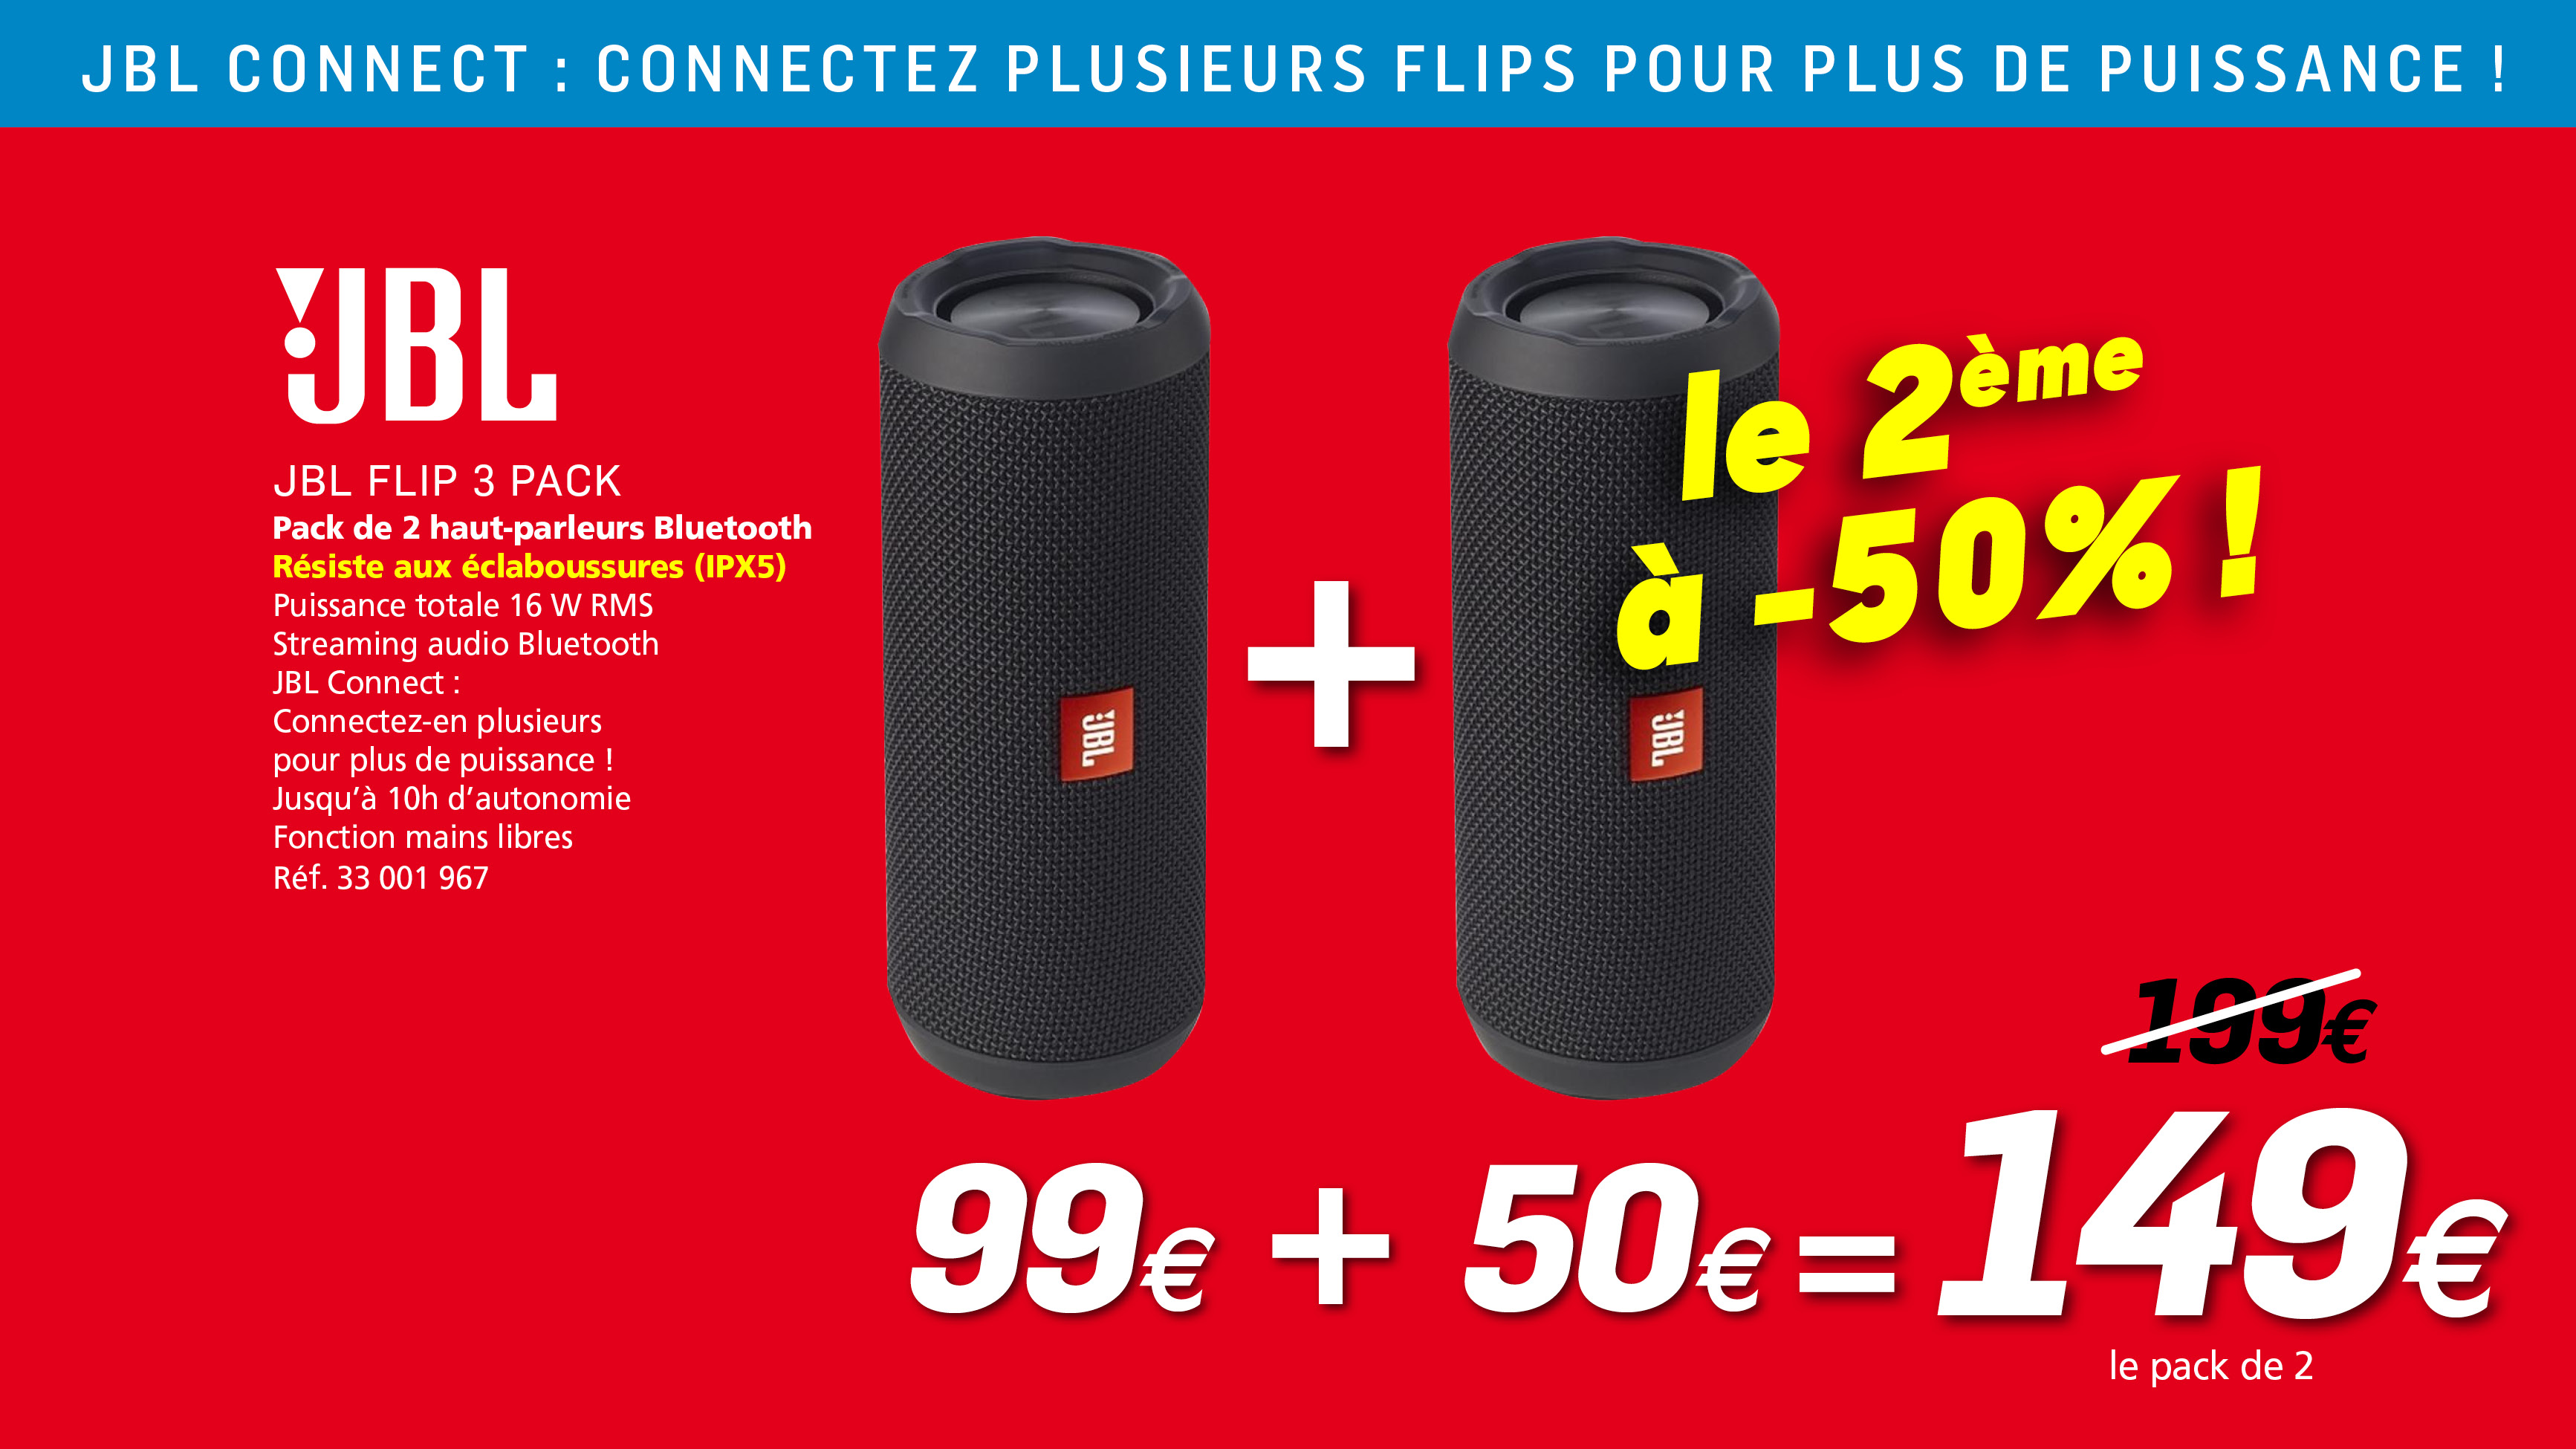 JBL CONNECT : CONNECTEZ PLUSIEURS FLIPS POUR PLUS DE PUISSANCE !
JBL
JBL FLIP 3 PACK
Pack de 2 haut-parleurs Bluetooth
Résiste aux éclaboussures (IPX5)
Puissance totale 16 W RMS
Streaming audio Bluetooth
JBL Connect :
Connectez-en plusieurs
pour plus de puissance !
Jusqu'à 10h d'autonomie
Fonction mains libres
Réf. 33 001 967
JBL
+
JBL
le 2ème
à -50% !
199€
99€ + 50€ = 149€
le pack de 2